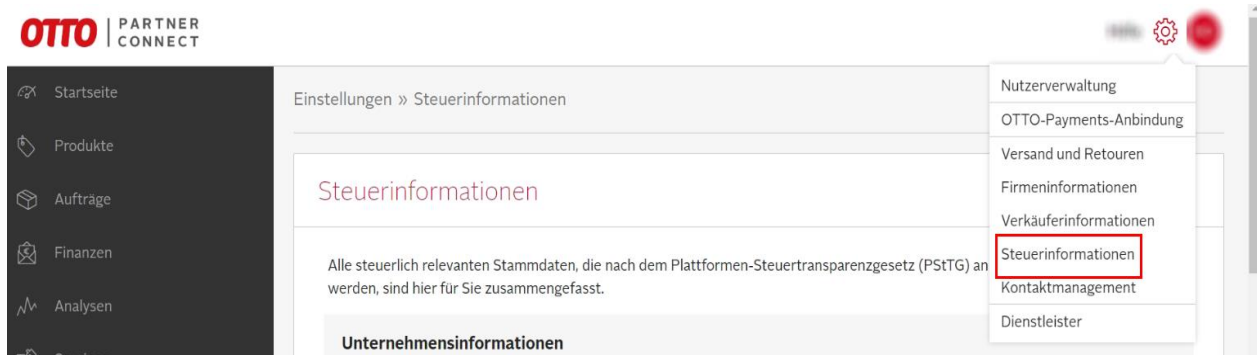 OTTO PARTNER
CONNECT
Startseite
Produkte
Aufträge
Finanzen
Analysen
Einstellungen » Steuerinformationen
Steuerinformationen
Alle steuerlich relevanten Stammdaten, die nach dem Plattformen-Steuertransparenzgesetz (PStTG) an
werden, sind hier für Sie zusammengefasst.
Unternehmensinformationen
Nutzerverwaltung
OTTO-Payments-Anbindung
Versand und Retouren
Firmeninformationen
Verkäuferinformationen
Steuerinformationen
Kontaktmanagement
Dienstleister